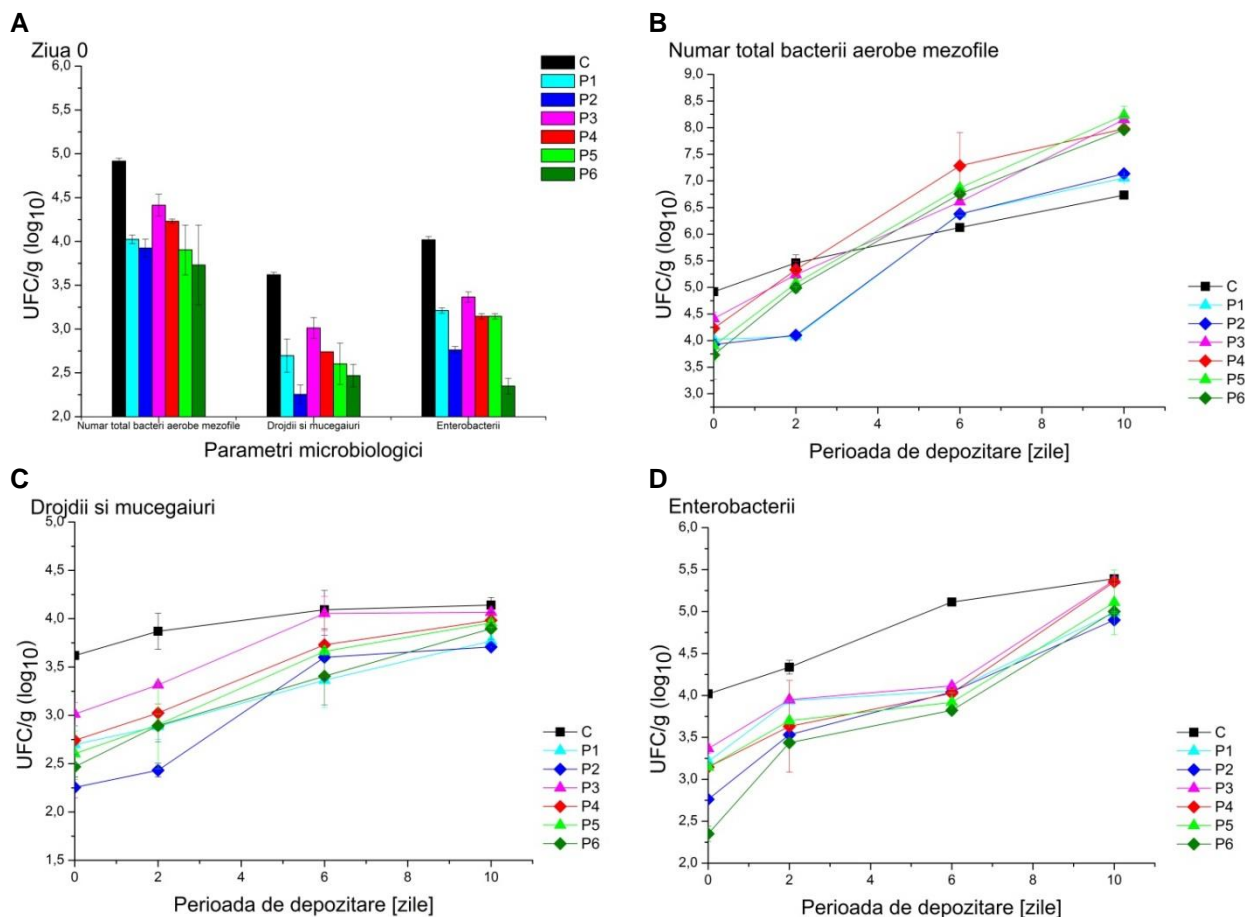 A
Ziua 0
UFC/g (log10)
6,0
5,5
5,0
4,5
4,0
3,5
3,0
2,5
2,0
Numar total bacteri aerobe mezofile
Drojdii si mucegaiuri
Enterobacterii
Parametri microbiologici
C
P1
P2
P3
P4
P5
P6
B
Numar total bacterii aerobe mezofile
UFC/g (log10)
8,5
8,0
7,5
7,0
6,5
6,0
5,5
5,0
4,5
4,0
3,5
3,0
0 2 4 6 8 10
Perioada de depozitare [zile]
C
P1
P2
P3
P4
P5
P6
C
Drojdii si mucegaiuri
UFC/g (log10)
5,0
4,5
4,0
3,5
3,0
2,5
2,0
1,5
0 2 4 6 8 10
Perioada de depozitare [zile]
C
P1
P2
P3
P4
P5
P6
D
Enterobacterii
UFC/g (log10)
6,0
5,5
5,0
4,5
4,0
3,5
3,0
2,5
2,0
0 2 4 6 8 10
Perioada de depozitare [zile]
C
P1
P2
P3
P4
P5
P6